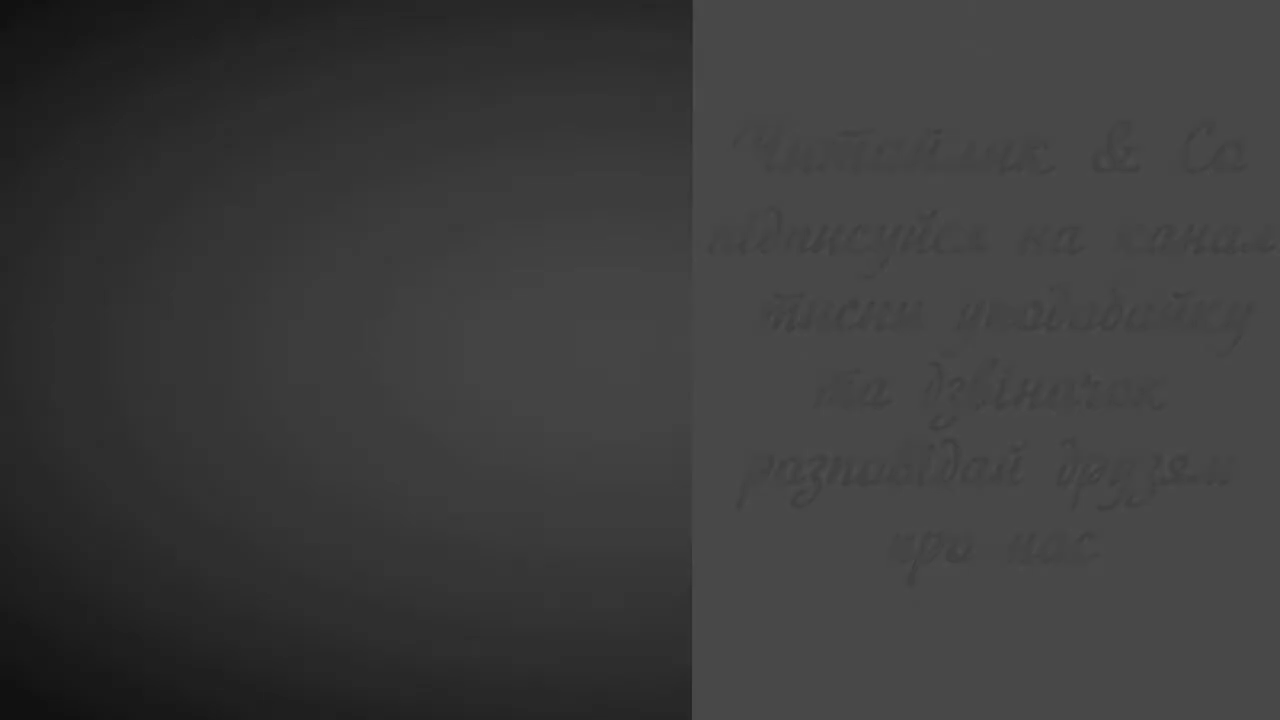 Читайлик & Co
підписуйся на канал
тисни уподобайку
та дзвіночок
розповідай друзям
про нас